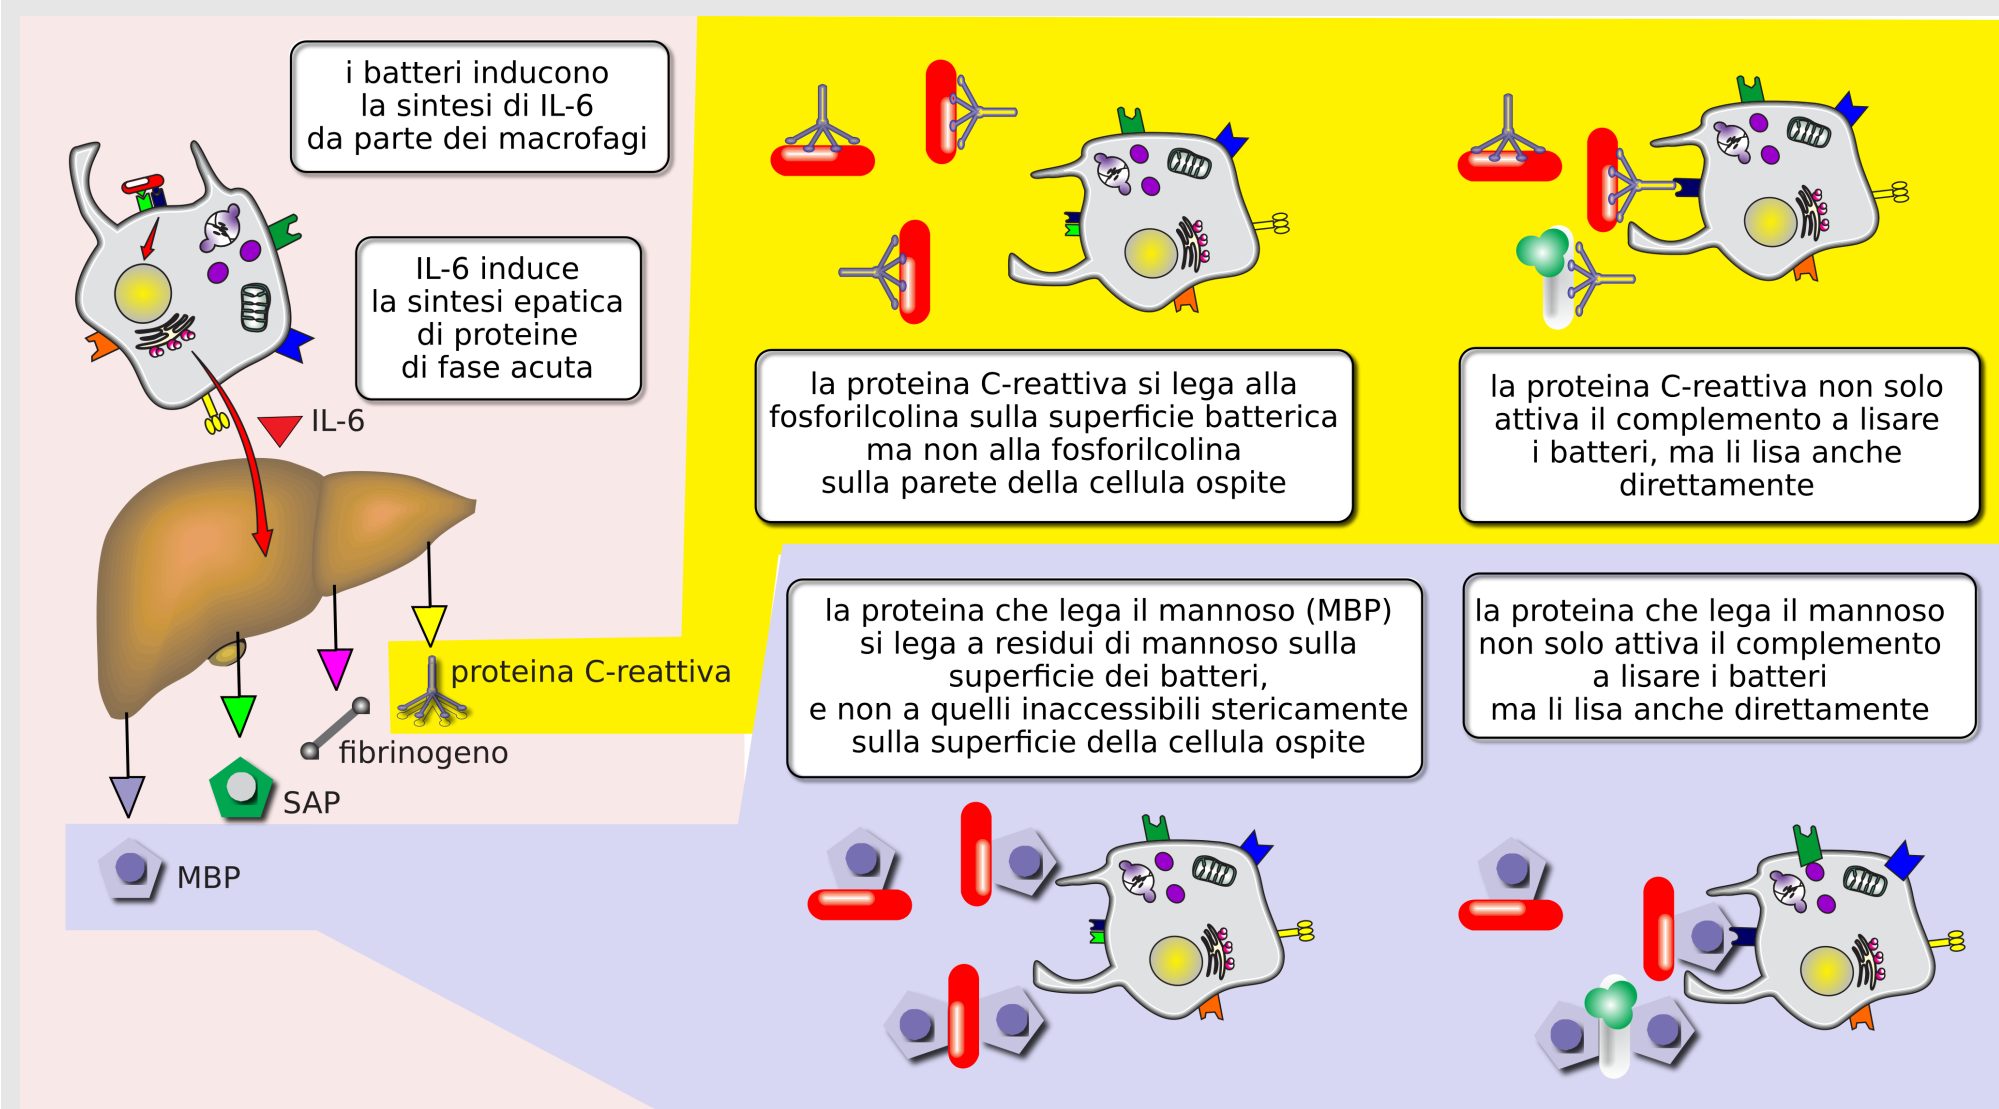 i batteri inducono
la sintesi di IL-6
da parte dei macrofagi
IL-6 induce
la sintesi epatica
di proteine
di fase acuta
IL-6
proteina C-reattiva
fibrinogeno
SAP
MBP
la proteina C-reattiva si lega alla
fosforilcolina sulla superficie batterica
ma non alla fosforilcolina
sulla parete della cellula ospite
la proteina C-reattiva non solo
attiva il complemento a lisare
i batteri, ma li lisa anche
direttamente
la proteina che lega il mannoso (MBP)
si lega a residui di mannoso sulla
superficie dei batteri,
e non a quelli inaccessibili stericamente
sulla superficie della cellula ospite
la proteina che lega il mannoso
non solo attiva il complemento
a lisare i batteri
ma li lisa anche direttamente